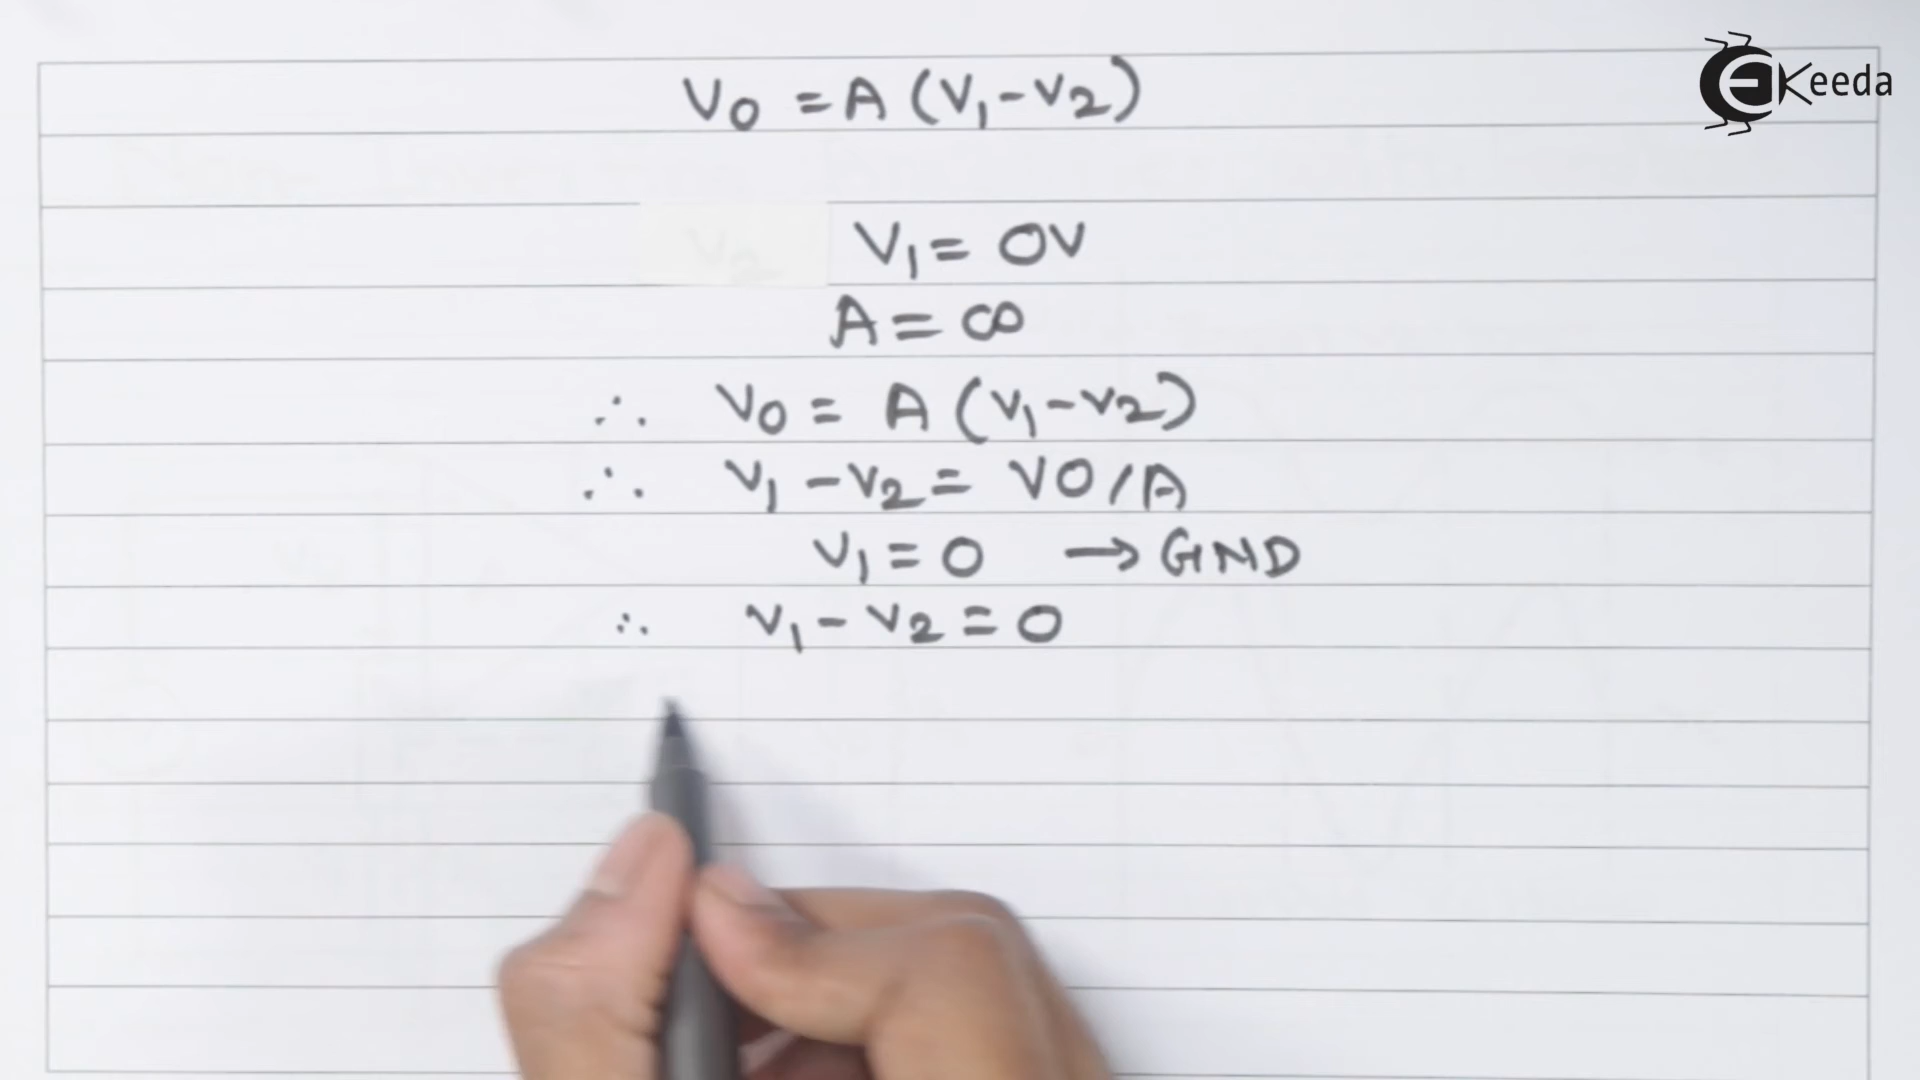 V0 = A (V1 - V2)
EKeeda
V1 = 0V
A = ∞
∴ V0 = A (V1 - V2)
∴ V1 - V2 = V0 / A
V1 = 0 → GND
∴ V1 - V2 = 0